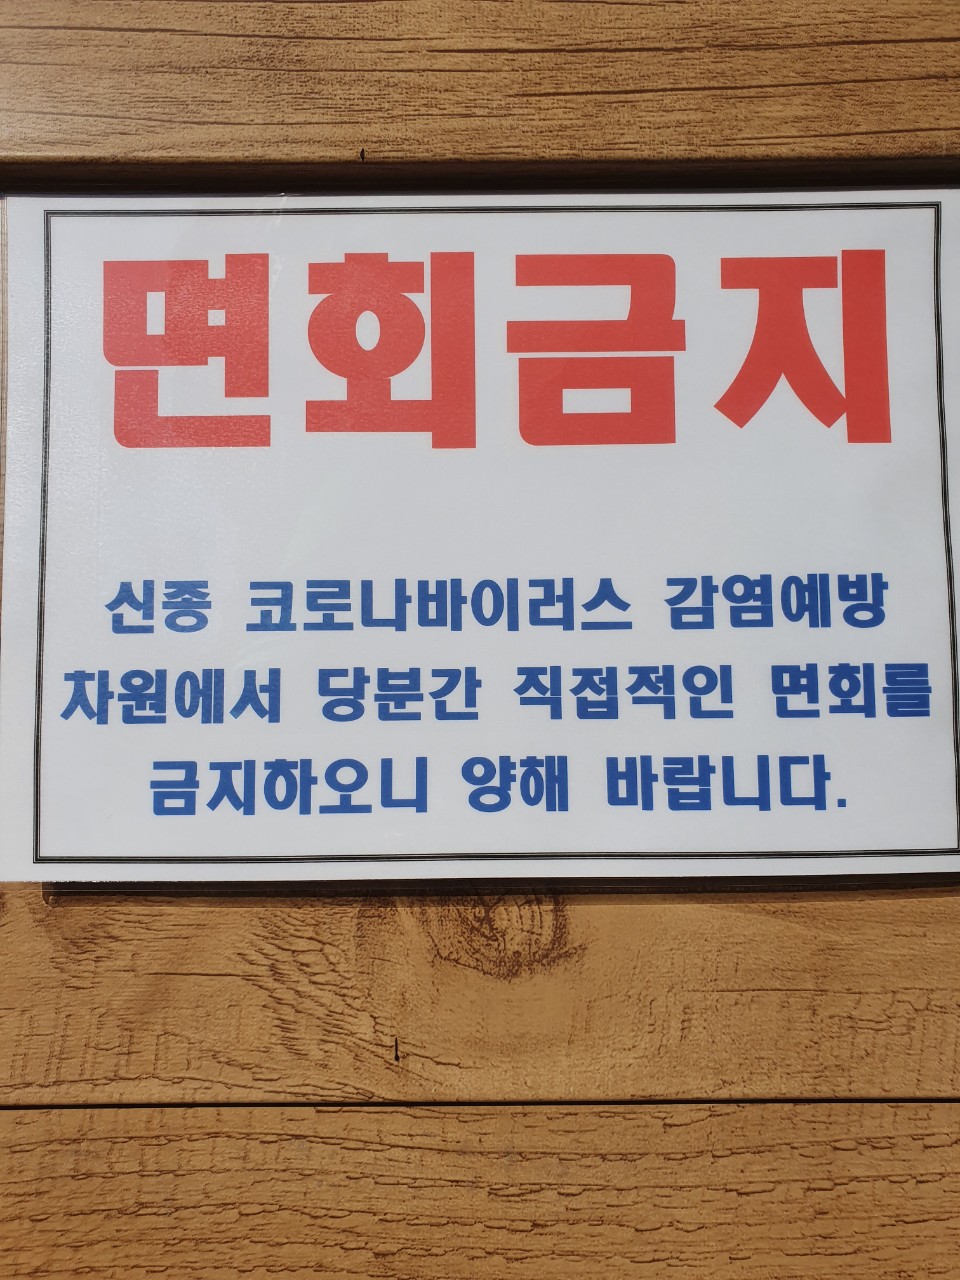 면회금지
신종 코로나바이러스 감염예방
차원에서 당분간 직접적인 면회를
금지하오니 양해 바랍니다.